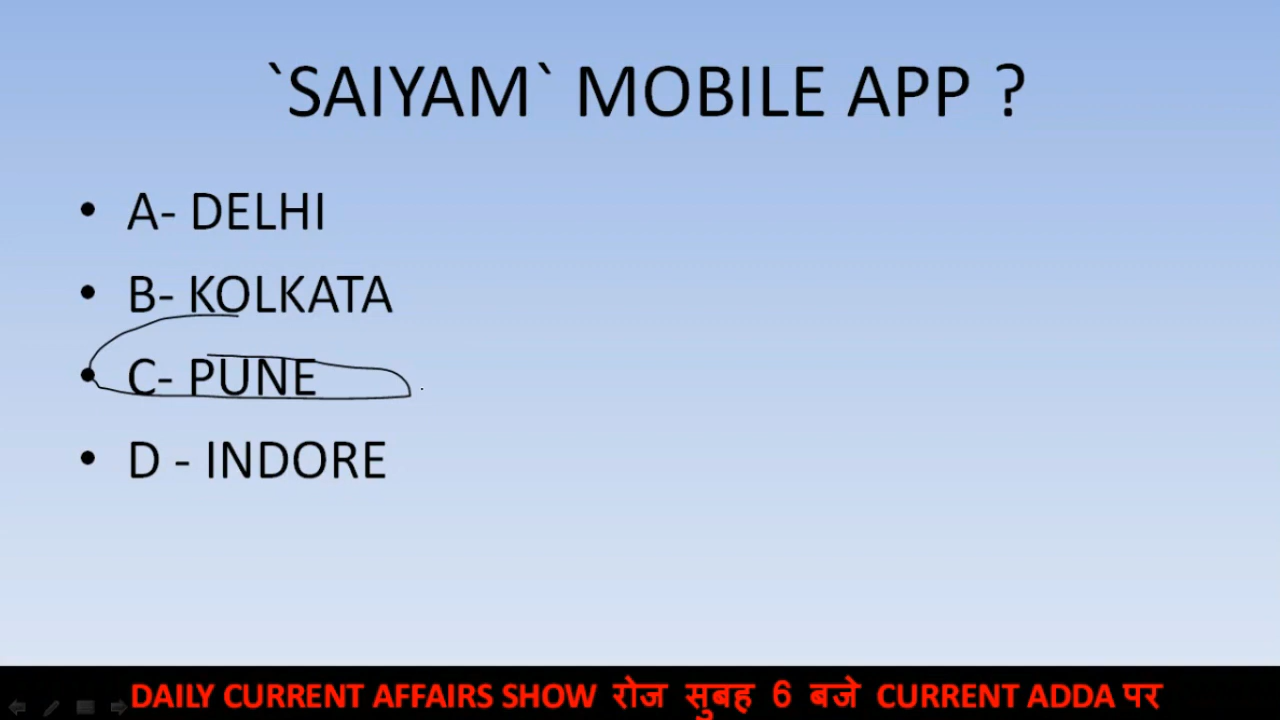 `SAIYAM` MOBILE APP ?
• A- DELHI
• B- KOLKATA
• C- PUNE
• D - INDORE
DAILY CURRENT AFFAIRS SHOW रोज सुबह 6 बजे CURRENT ADDA पर